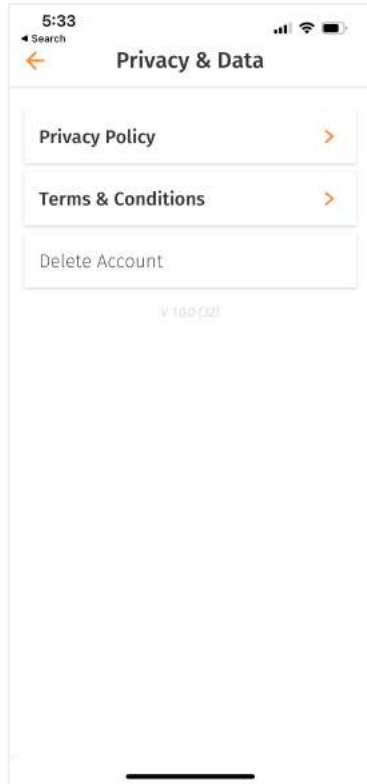 5:33
◀ Search
Privacy & Data
Privacy Policy
Terms & Conditions
Delete Account